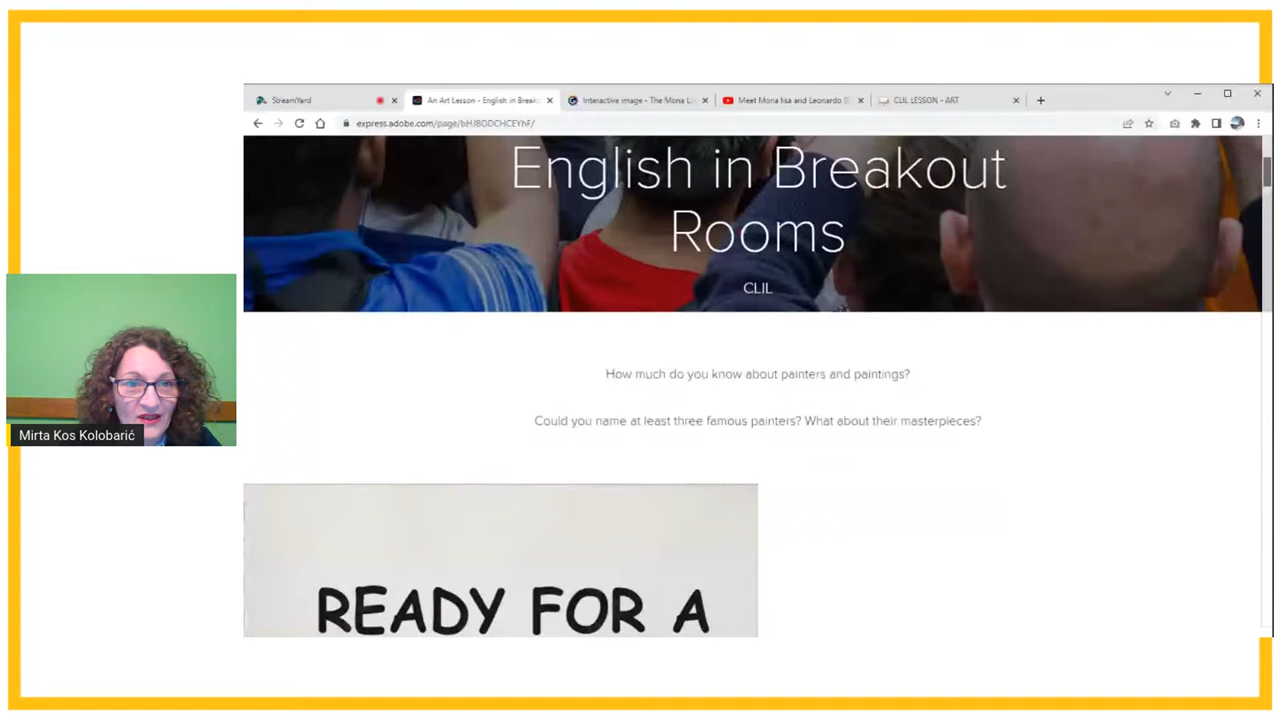 StreamYard
An Art Lesson - English in Break
Interactive image - The Mona Li
Meet Mona lisa and Leonardo
CLIL LESSON - ART
English in Breakout
Rooms
CLIL
How much do you know about painters and paintings?
Could you name at least three famous painters? What about their masterpieces?
READY FOR A
Mirta Kos Kolobarić